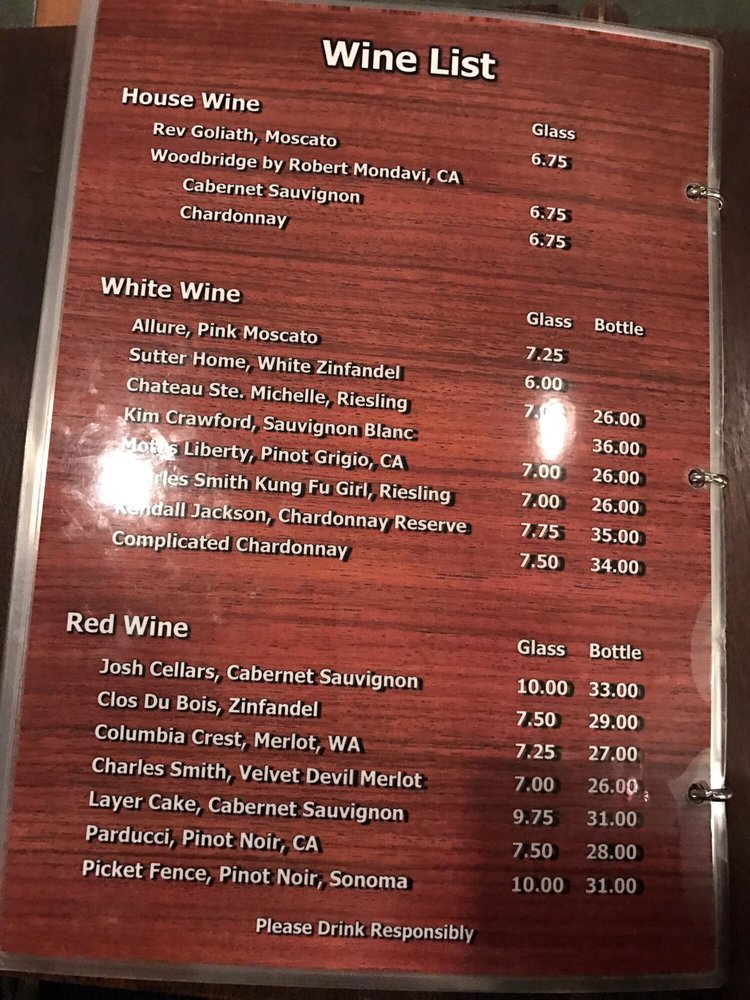 Wine List
House Wine Glass
Rev Goliath, Moscato 6.75
Woodbridge by Robert Mondavi, CA
Cabernet Sauvignon 6.75
Chardonnay 6.75
White Wine Glass Bottle
Allure, Pink Moscato 7.25
Sutter Home, White Zinfandel 6.00
Chateau Ste. Michelle, Riesling 26.00
Kim Crawford, Sauvignon Blanc 36.00
Motos Liberty, Pinot Grigio, CA 7.00 26.00
Charles Smith Kung Fu Girl, Riesling 7.00 26.00
Kendall Jackson, Chardonnay Reserve 7.75 35.00
Complicated Chardonnay 7.50 34.00
Red Wine Glass Bottle
Josh Cellars, Cabernet Sauvignon 10.00 33.00
Clos Du Bois, Zinfandel 7.50 29.00
Columbia Crest, Merlot, WA 7.25 27.00
Charles Smith, Velvet Devil Merlot 7.00 26.00
Layer Cake, Cabernet Sauvignon 9.75 31.00
Parducci, Pinot Noir, CA 7.50 28.00
Picket Fence, Pinot Noir, Sonoma 10.00 31.00
Please Drink Responsibly